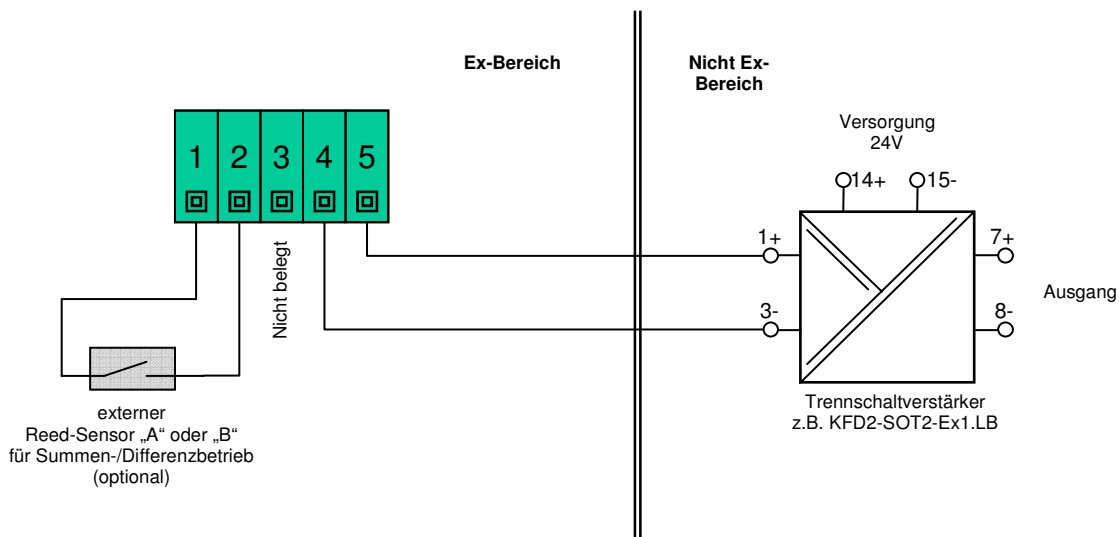 Ex-Bereich
Nicht Ex-
Bereich
1
2
3
4
5
Nicht belegt
externer
Reed-Sensor „A“ oder „B“
für Summen-/Differenzbetrieb
(optional)
Versorgung
24V
14+
15-
1+
7+
3-
8-
Ausgang
Trennschaltverstärker
z.B. KFD2-SOT2-Ex1.LB